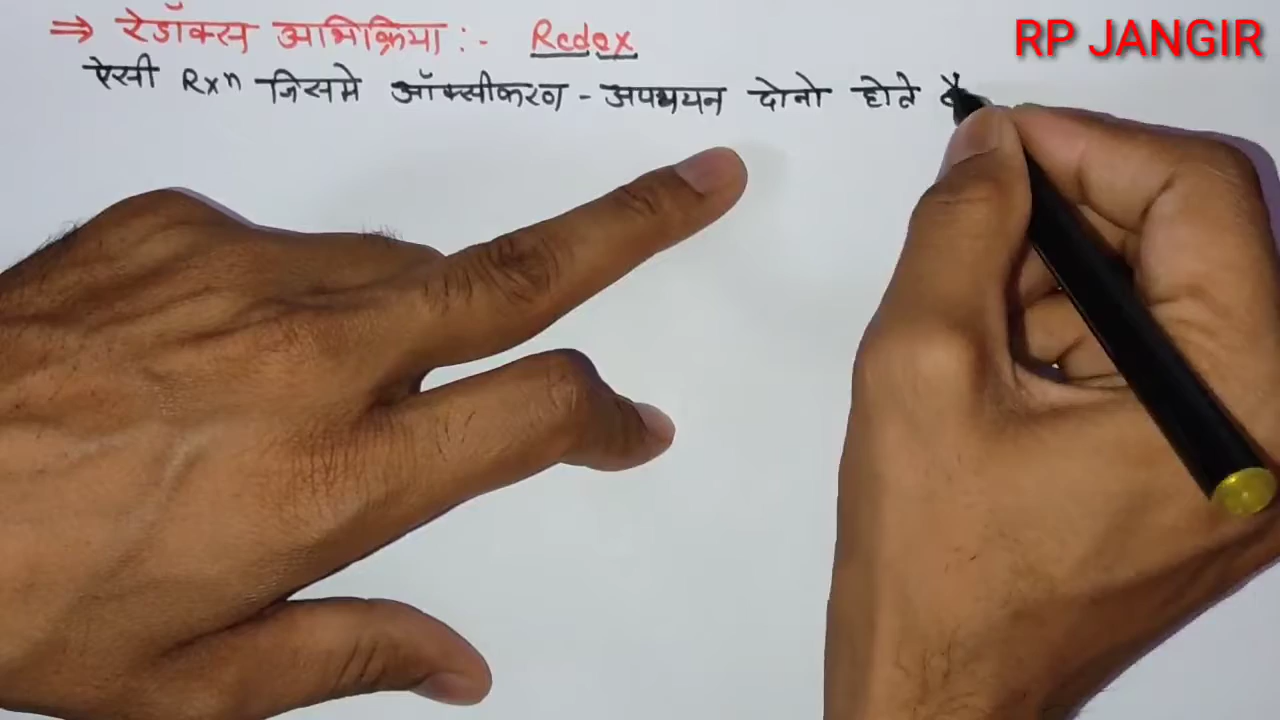 ⇒ रेडॉक्स अभिक्रिया :- Redox
RP JANGIR
ऐसी Rxn जिसमे ऑक्सीकरण - अपचयन दोनो होते